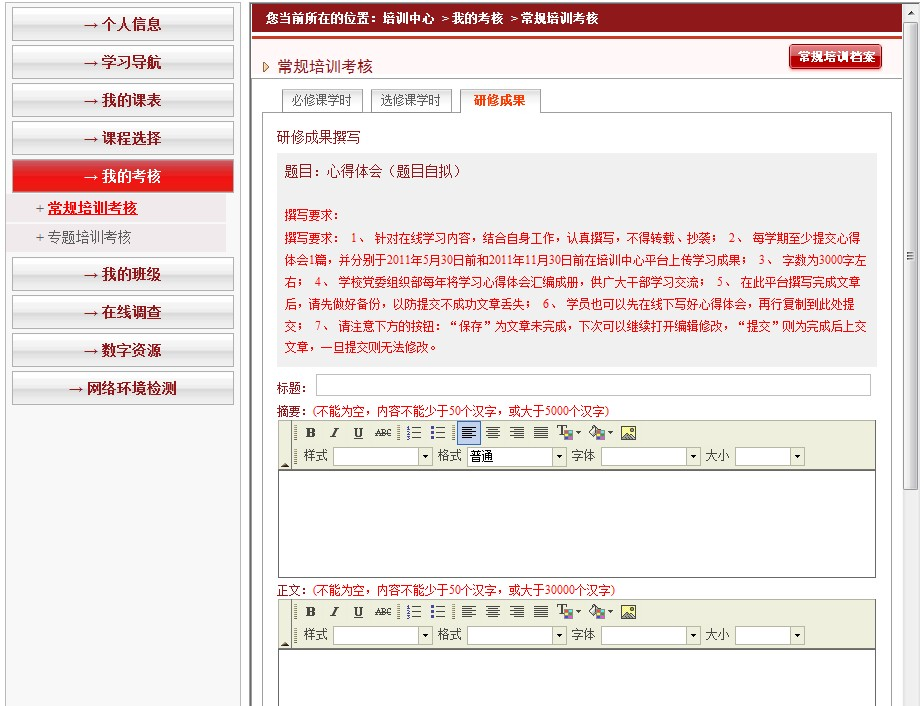 → 个人信息
→ 学习导航
→ 我的课表
→ 课程选择
→ 我的考核
+ 常规培训考核
+ 专题培训考核
→ 我的班级
→ 在线调查
→ 数字资源
→ 网络环境检测
您当前所在的位置：培训中心 > 我的考核 > 常规培训考核
常规培训考核
常规培训档案
必修课学时 选修课学时 研修成果
研修成果撰写
题目：心得体会（题目自拟）
撰写要求：
撰写要求： 1、 针对在线学习内容，结合自身工作，认真撰写，不得转载、抄袭； 2、 每学期至少提交心得
体会1篇，并分别于2011年5月30日前和2011年11月30日前在培训中心平台上传学习成果； 3、 字数为3000字左
右； 4、 学校党委组织部每年将学习心得体会汇编成册，供广大干部学习交流； 5、 在此平台撰写完成文章
后，请先做好备份，以防提交不成功文章丢失； 6、 学员也可以先在线下写好心得体会，再行复制到此处提
交； 7、 请注意下方的按钮：“保存”为文章未完成，下次可以继续打开编辑修改，“提交”则为完成后上交
文章，一旦提交则无法修改。
标题：
摘要：(不能为空，内容不能少于50个汉字，或大于5000个汉字)
B I U ABC
样式 格式 普通 字体 大小
正文：(不能为空，内容不能少于50个汉字，或大于30000个汉字)
B I U ABC
样式 格式 字体 大小